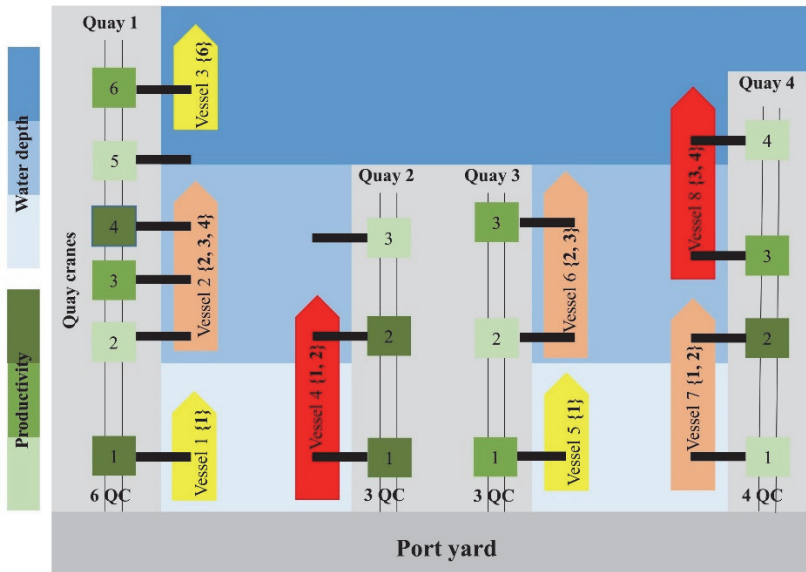 Quay 1
Water depth
Productivity
Quay cranes
6
5
4
3
2
1
6 QC
Vessel 3 {6}
Vessel 2 {2, 3, 4}
Vessel 1 {1}
Quay 2
3
2
1
3 QC
Vessel 4 {1, 2}
Quay 3
3
2
1
3 QC
Vessel 6 {2, 3}
Vessel 5 {1}
Quay 4
4
3
2
1
4 QC
Vessel 8 {3, 4}
Vessel 7 {1, 2}
Port yard